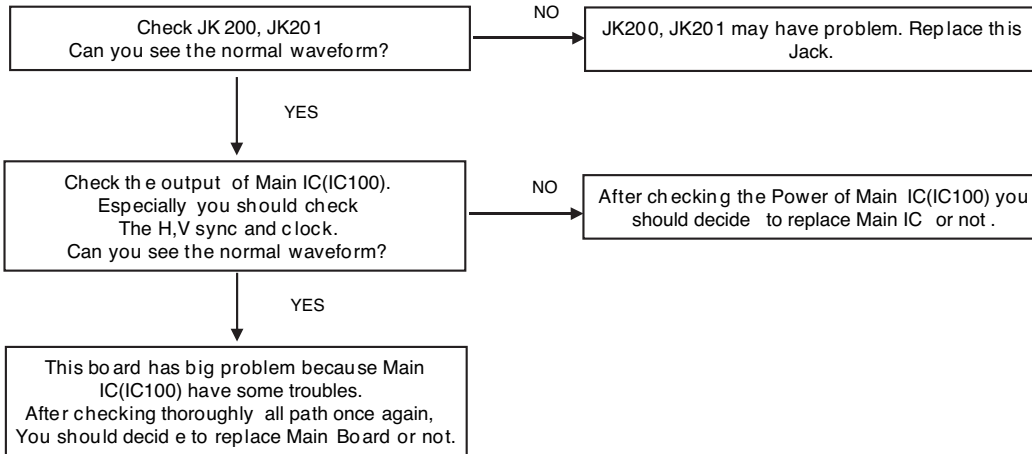 Check JK200, JK201
Can you see the normal waveform?
NO
JK200, JK201 may have problem. Replace this
Jack.
YES
Check the output of Main IC(IC100).
Especially you should check
The H,V sync and clock.
Can you see the normal waveform?
NO
After checking the Power of Main IC(IC100) you
should decide to replace Main IC or not .
YES
This board has big problem because Main
IC(IC100) have some troubles.
After checking thoroughly all path once again,
You should decide to replace Main Board or not.